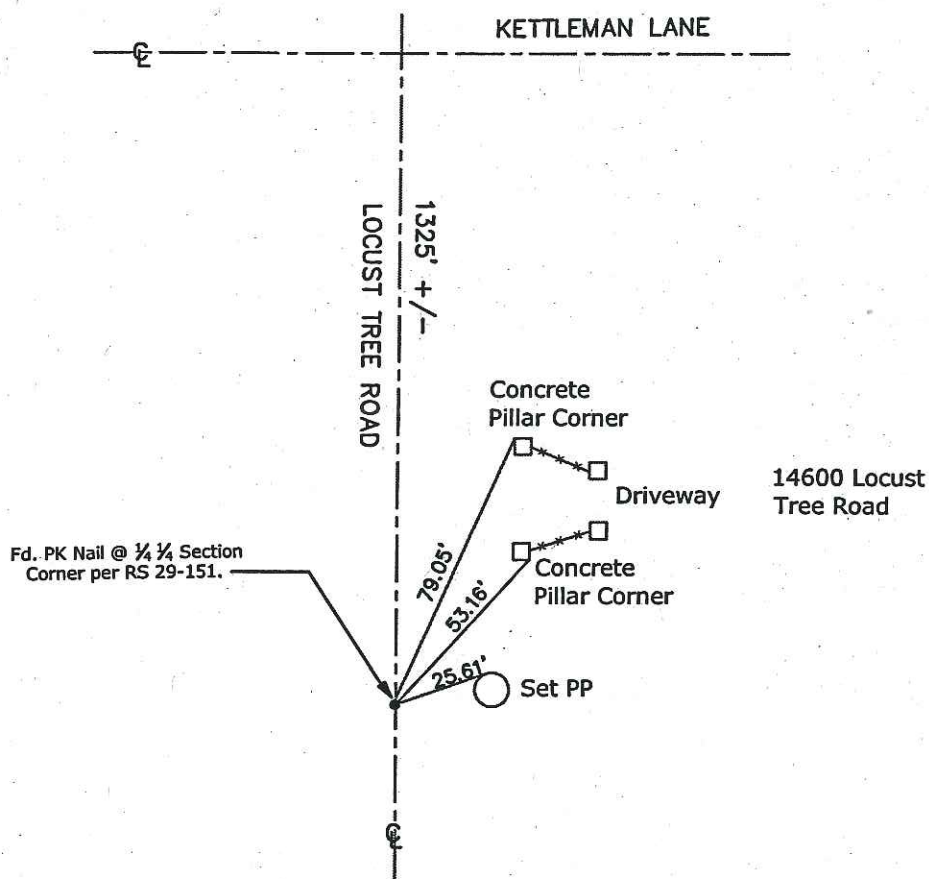 KETTLEMAN LANE
℄
1325' +/-
LOCUST TREE ROAD
Concrete
Pillar Corner
Driveway
14600 Locust
Tree Road
Fd. PK Nail @ ¼ ¼ Section
Corner per RS 29-151.
79.05'
53.16'
Concrete
Pillar Corner
25.61'
Set PP
℄